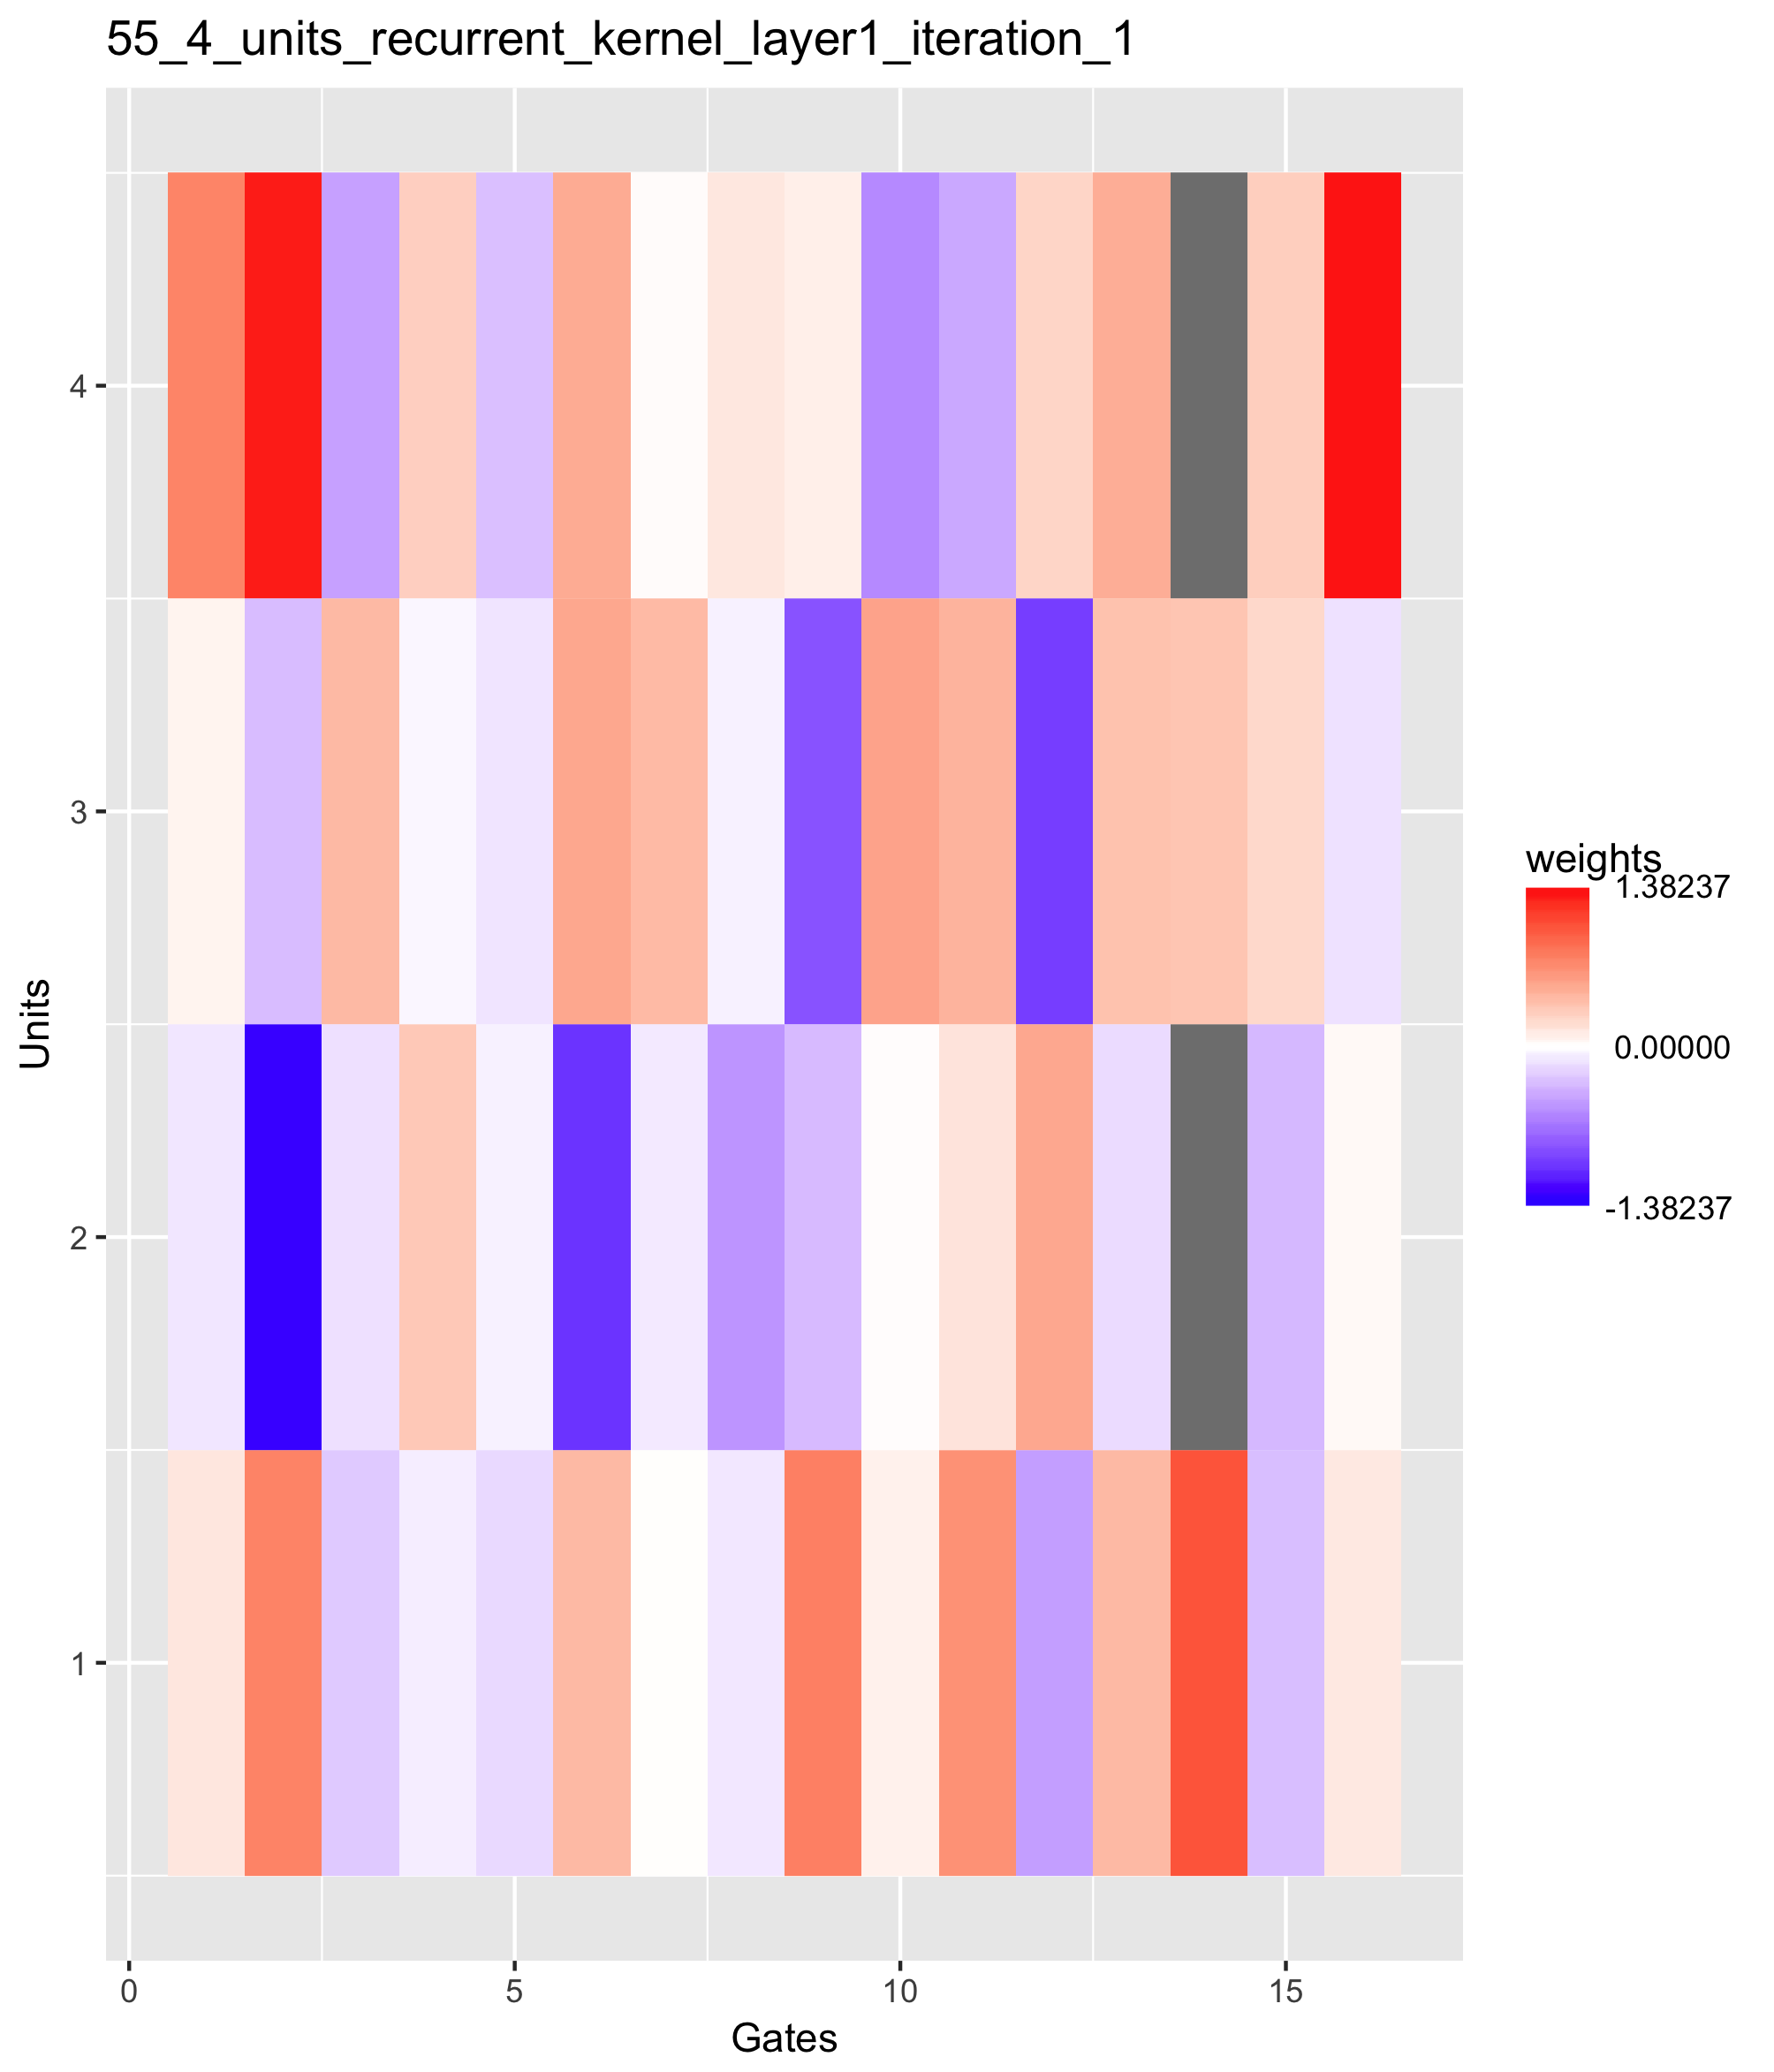 55_4_units_recurrent_kernel_layer1_iteration_1
4
3
2
1
Units
0
5
10
15
Gates
weights
1.38237
0.00000
-1.38237